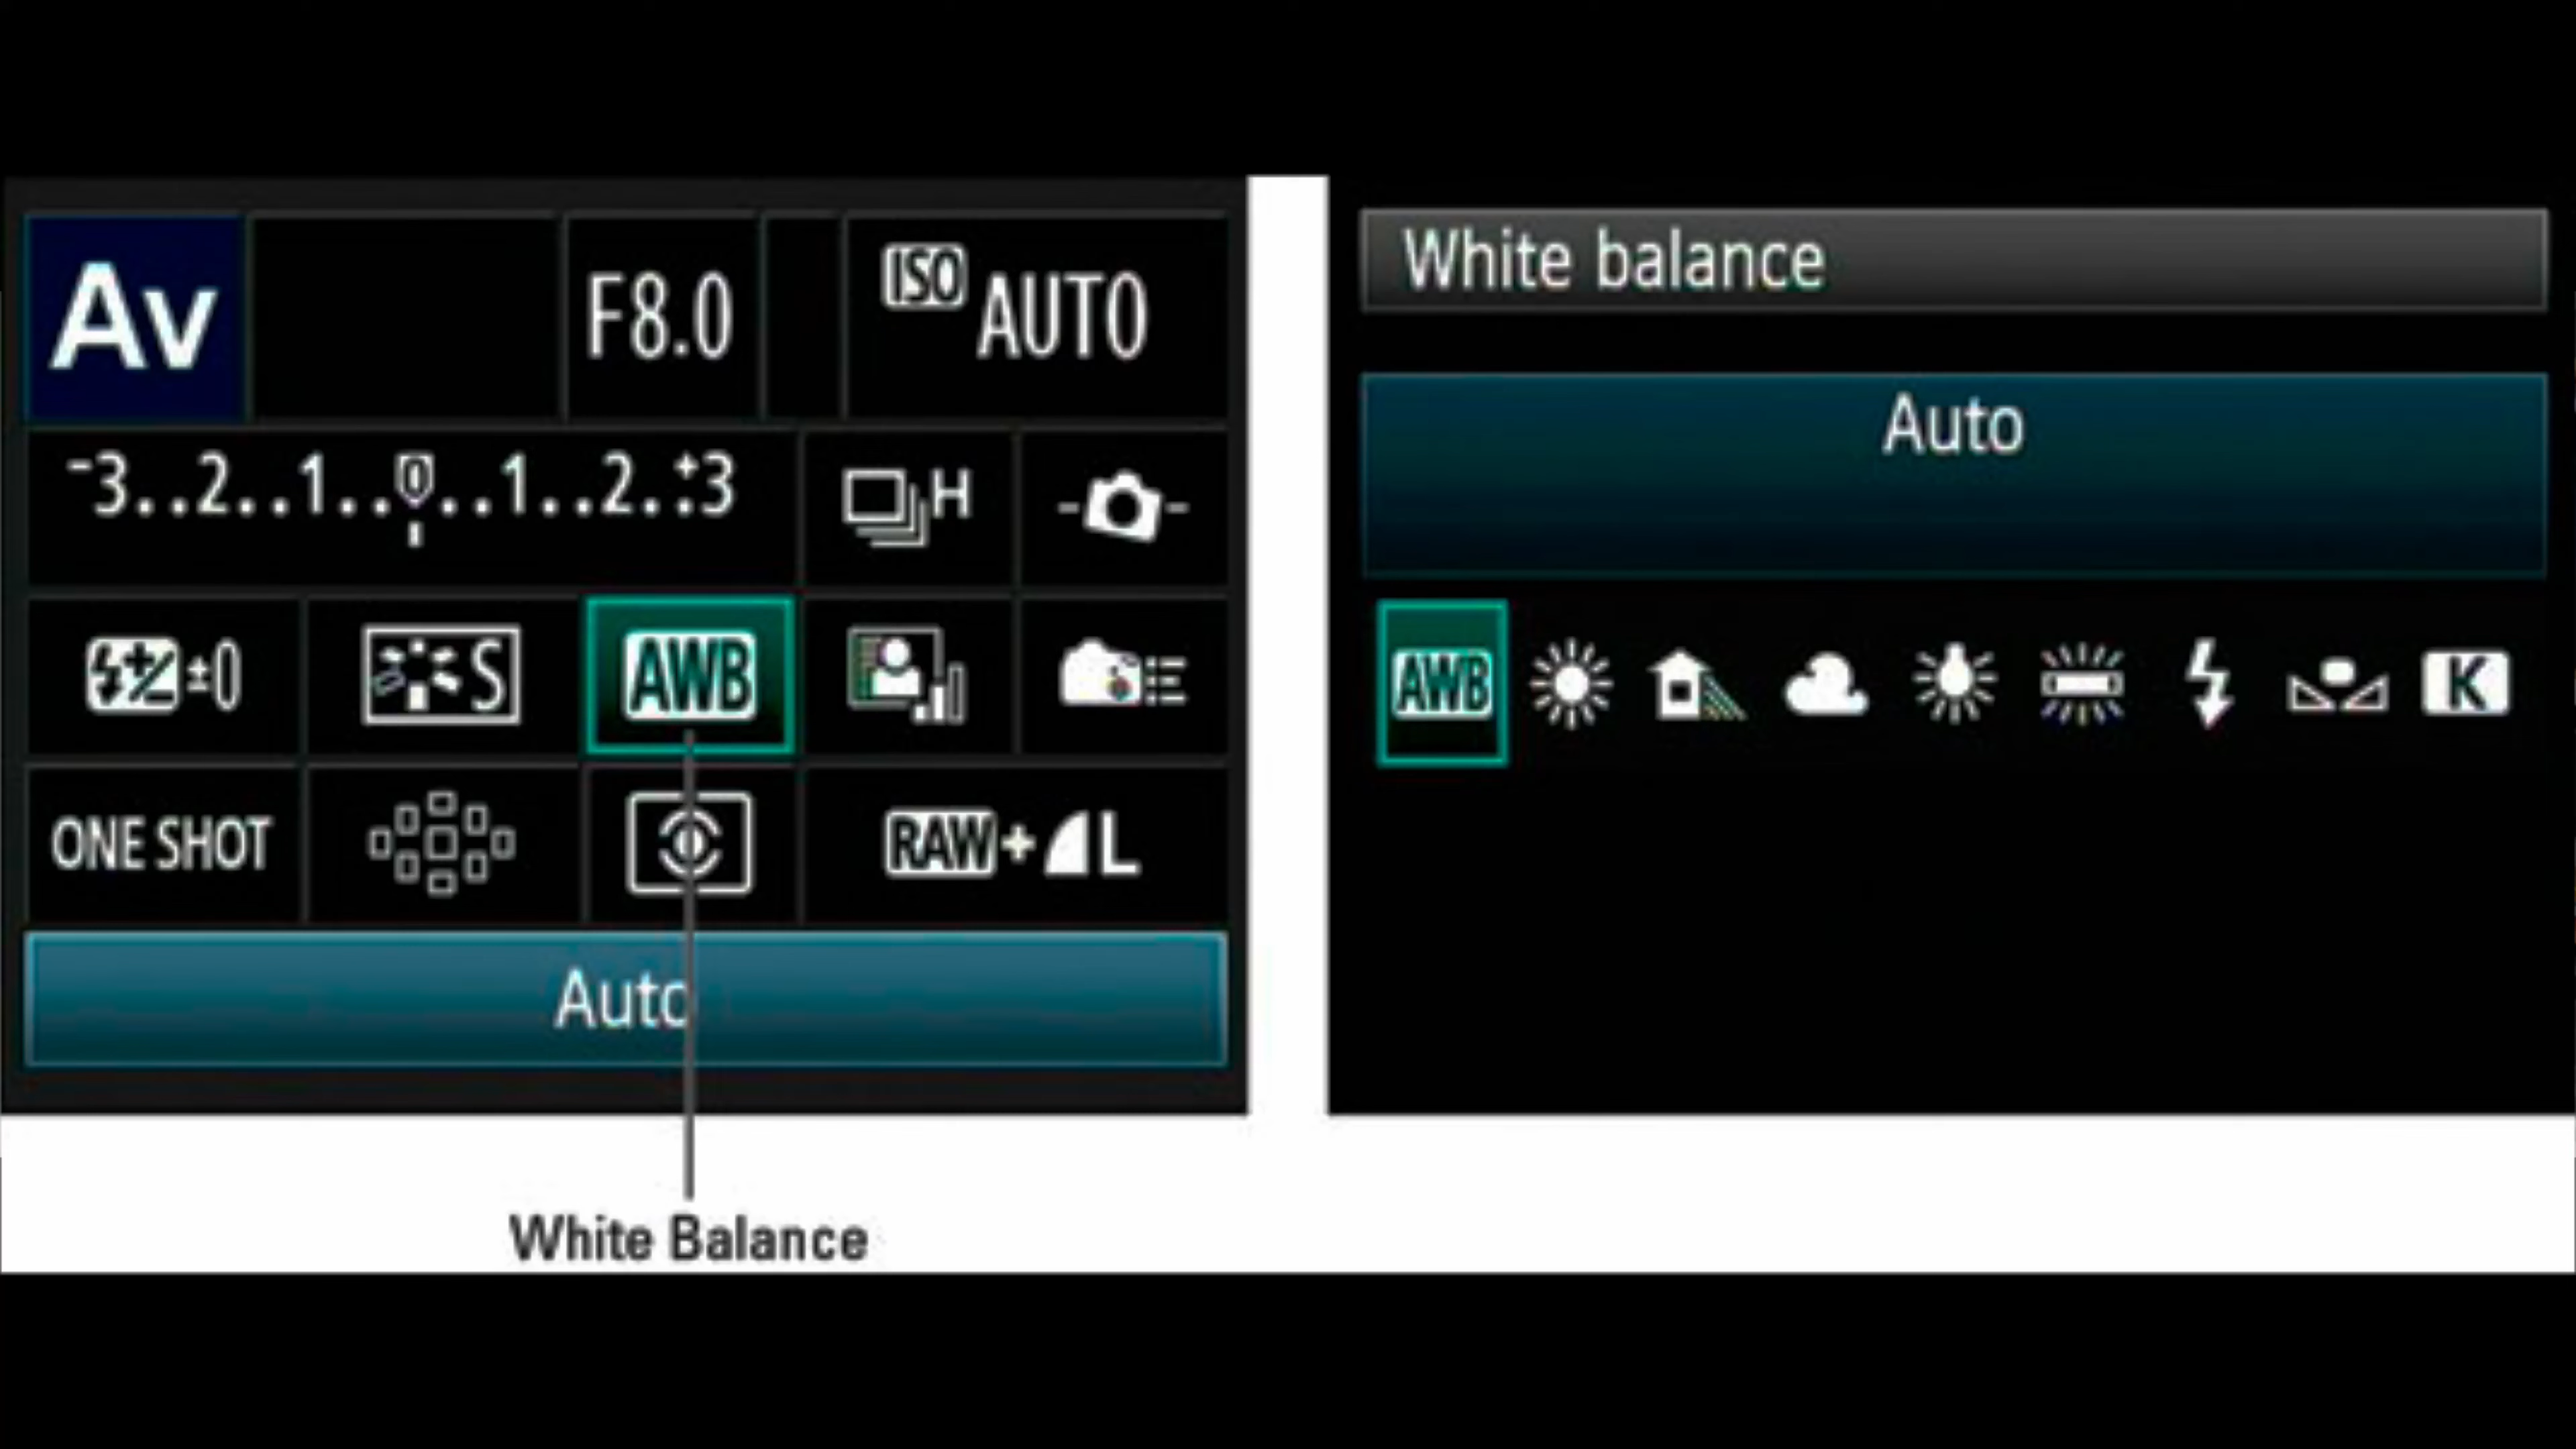 Av F8.0 ISO AUTO
-3..2..1..0..1..2..+3 H
±0 S AWB
ONE SHOT RAW+L
Auto
White Balance
White balance
Auto
AWB K